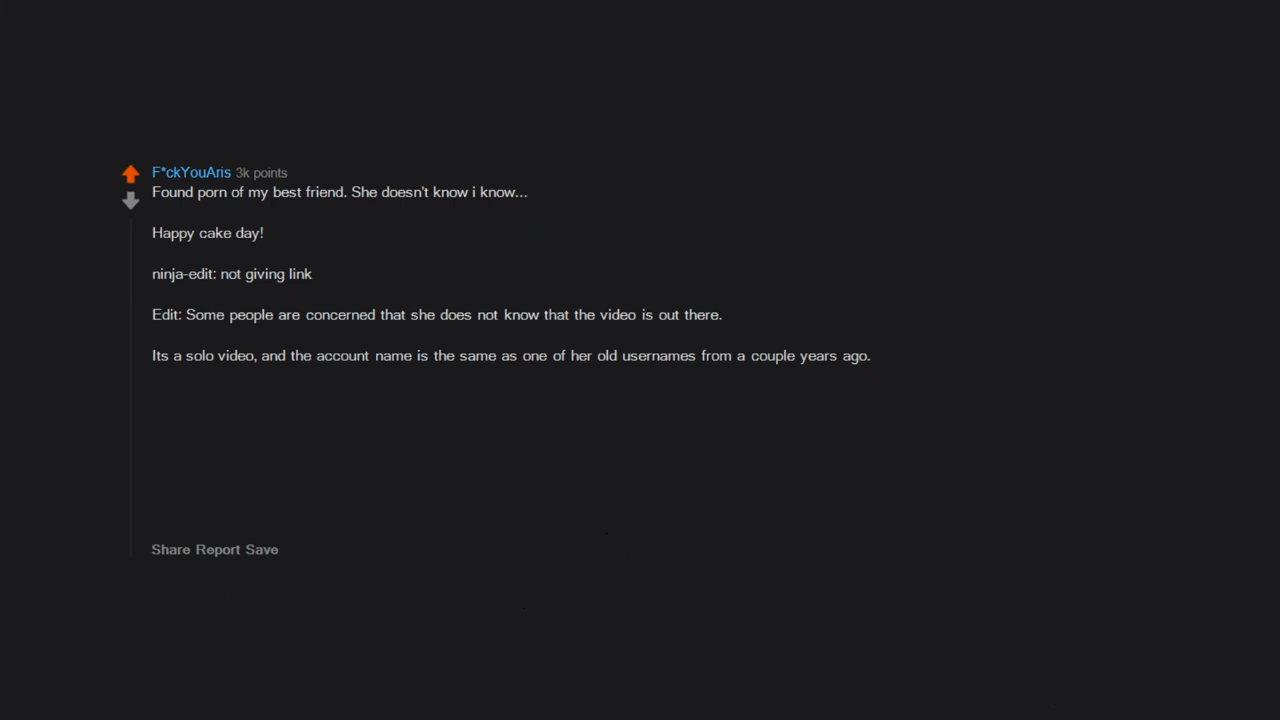 F*ckYouAris 3k points
Found porn of my best friend. She doesn't know i know...
Happy cake day!
ninja-edit: not giving link
Edit: Some people are concerned that she does not know that the video is out there.
Its a solo video, and the account name is the same as one of her old usernames from a couple years ago.
Share Report Save